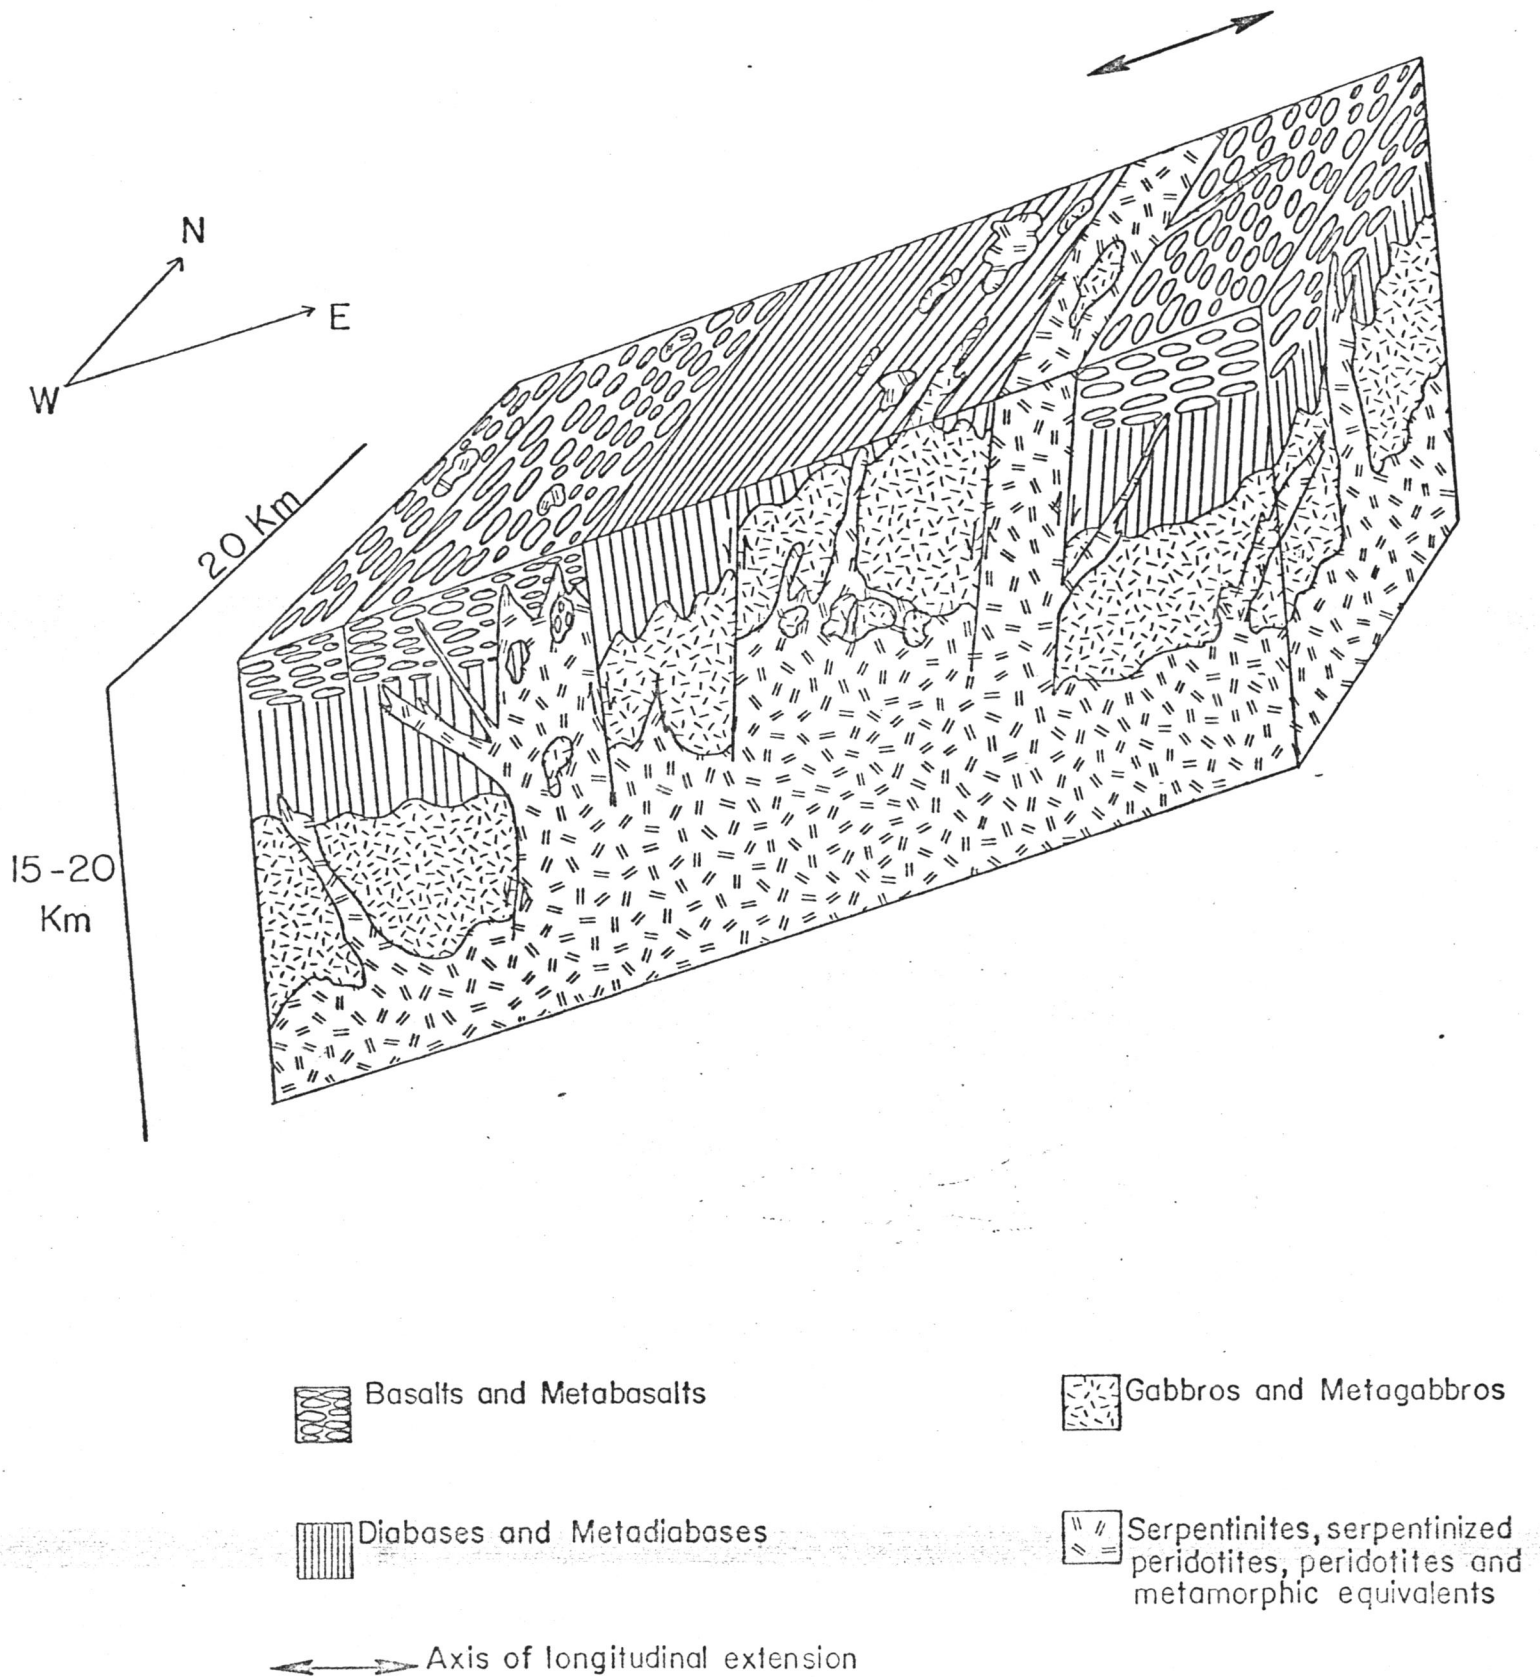 N
E
W
20 Km
15-20
Km
Basalts and Metabasalts
Gabbros and Metagabbros
Diabases and Metadiabases
Serpentinites, serpentinized
peridotites, peridotites and
metamorphic equivalents
Axis of longitudinal extension